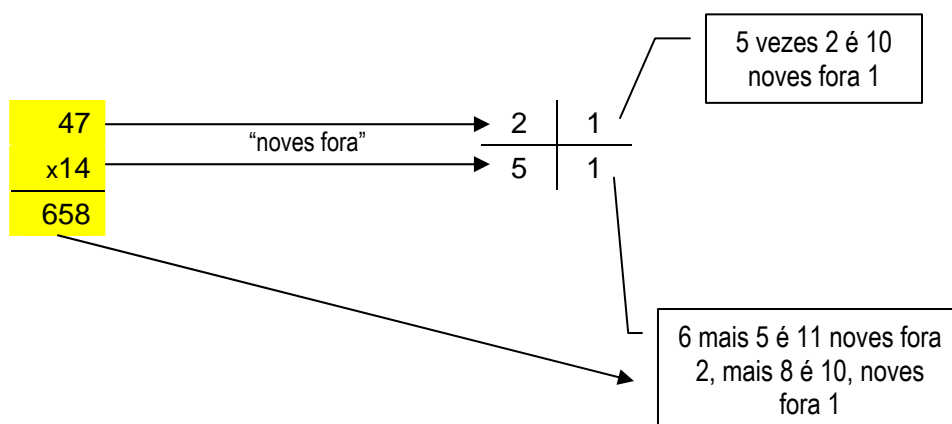 5 vezes 2 é 10
noves fora 1
47
“noves fora”
2 1
x14
5 1
658
6 mais 5 é 11 noves fora
2, mais 8 é 10, noves
fora 1